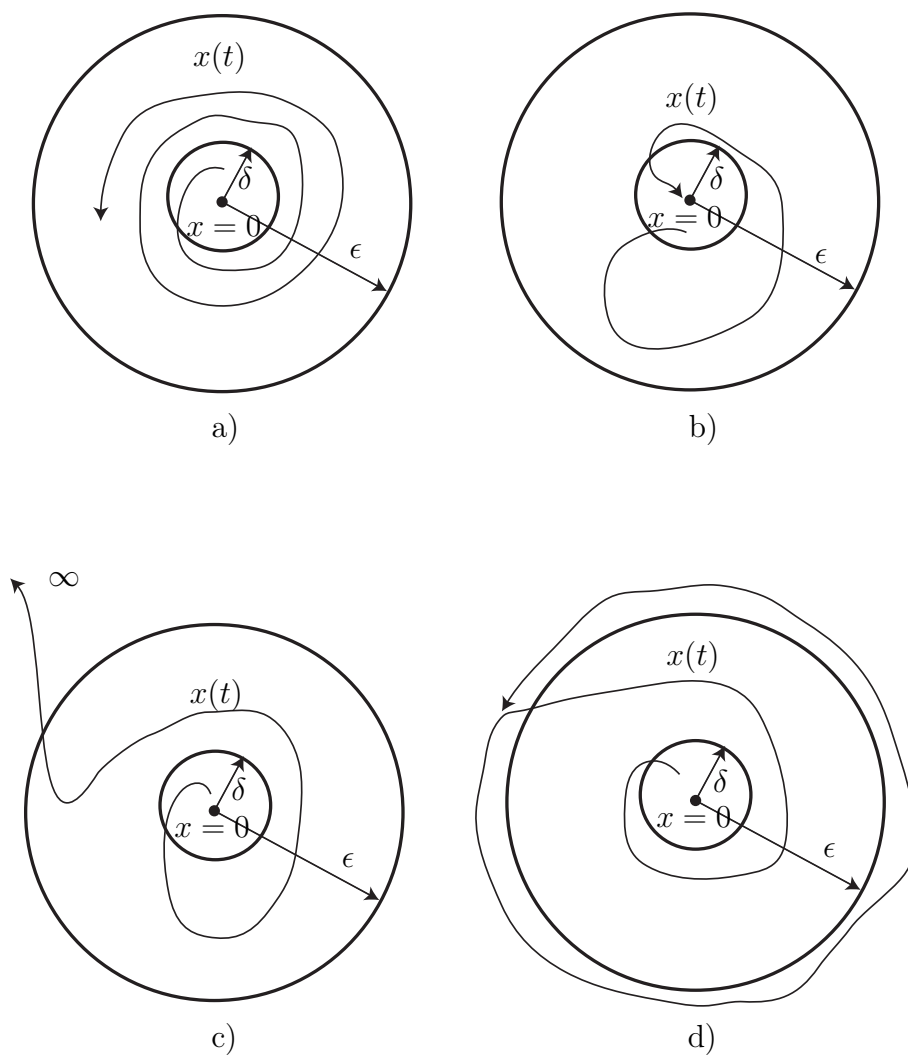 x(t)
δ
x = 0
ϵ
a)
x(t)
δ
x = 0
ϵ
b)
∞
x(t)
δ
x = 0
ϵ
c)
x(t)
δ
x = 0
ϵ
d)